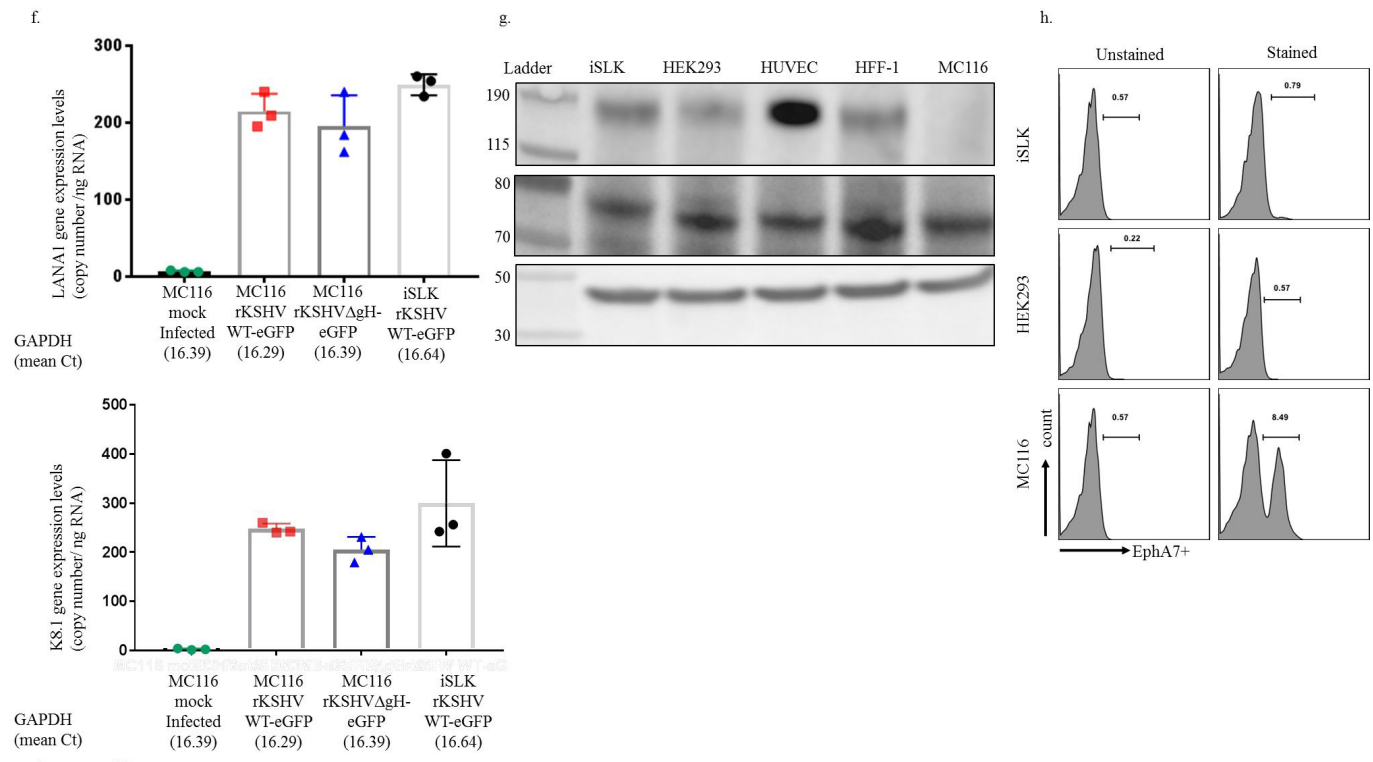 f.
300
200
100
0
LANA1 gene expression levels
(copy number /ng RNA)
MC116
mock
Infected
(16.39)
MC116
rKSHV
WT-eGFP
(16.29)
MC116
rKSHVΔgH-
eGFP
(16.39)
iSLK
rKSHV
WT-eGFP
(16.64)
GAPDH
(mean Ct)
500
400
300
200
100
0
K8.1 gene expression levels
(copy number/ ng RNA)
MC116
mock
Infected
(16.39)
MC116
rKSHV
WT-eGFP
(16.29)
MC116
rKSHVΔgH-
eGFP
(16.39)
iSLK
rKSHV
WT-eGFP
(16.64)
GAPDH
(mean Ct)
g.
Ladder iSLK HEK293 HUVEC HFF-1 MC116
190
115
80
70
50
30
h.
Unstained Stained
iSLK
0.57 0.79
HEK293
0.22 0.57
MC116
0.57 8.49
count
EphA7+